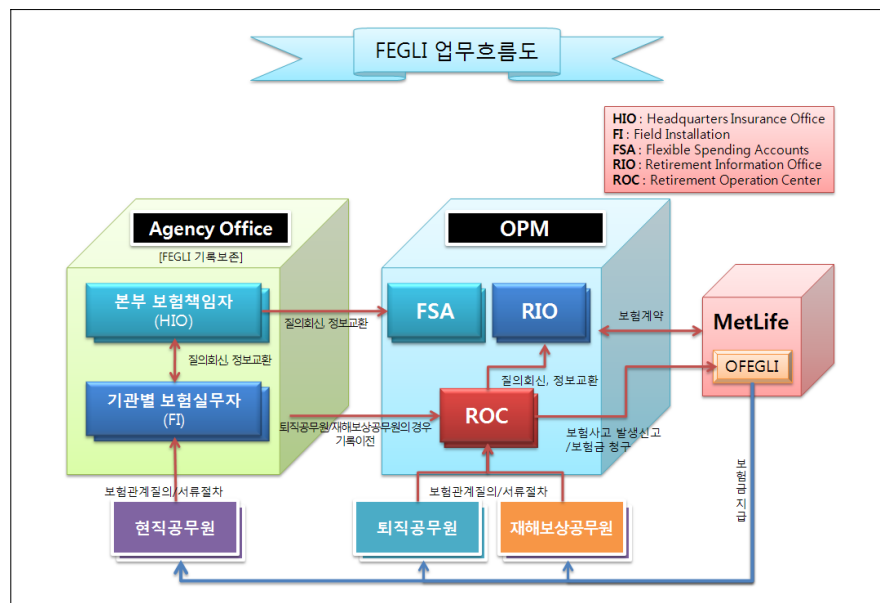 FEGLI 업무흐름도
HIO : Headquarters Insurance Office
FI : Field Installation
FSA : Flexible Spending Accounts
RIO : Retirement Information Office
ROC : Retirement Operation Center
Agency Office
[FEGLI 기록보존]
OPM
본부 보험책임자
(HIO)
질의회신, 정보교환
FSA
RIO
보험계약
MetLife
OFEGLI
질의회신, 정보교환
기관별 보험실무자
(FI)
퇴직공무원/재해보상공무원의 경우
기록이전
질의회신, 정보교환
ROC
보험사고 발생신고
/보험금 청구
보험관계질의/서류절차
보험관계질의/서류절차
보험금 지급
현직공무원
퇴직공무원
재해보상공무원